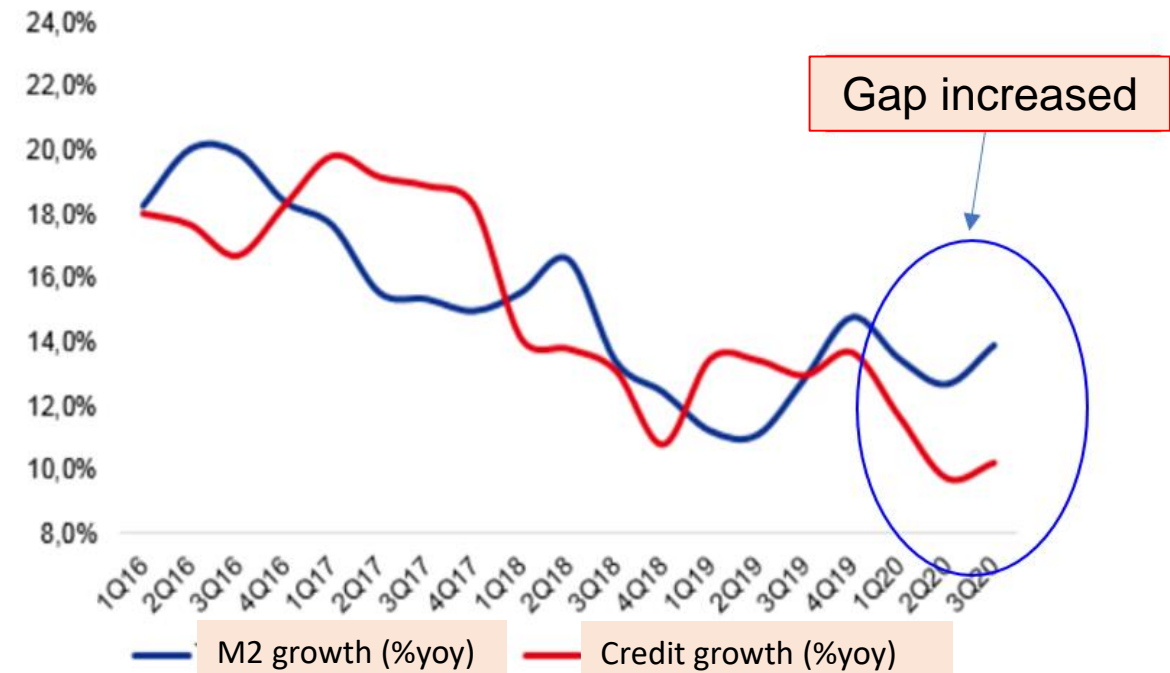 24,0%
22,0%
20,0%
18,0%
16,0%
14,0%
12,0%
10,0%
8,0%
Gap increased
1Q16
2Q16
3Q16
4Q16
1Q17
2Q17
3Q17
4Q17
1Q18
2Q18
3Q18
4Q18
1Q19
2Q19
3Q19
4Q19
1Q20
2Q20
3Q20
M2 growth (%yoy)
Credit growth (%yoy)